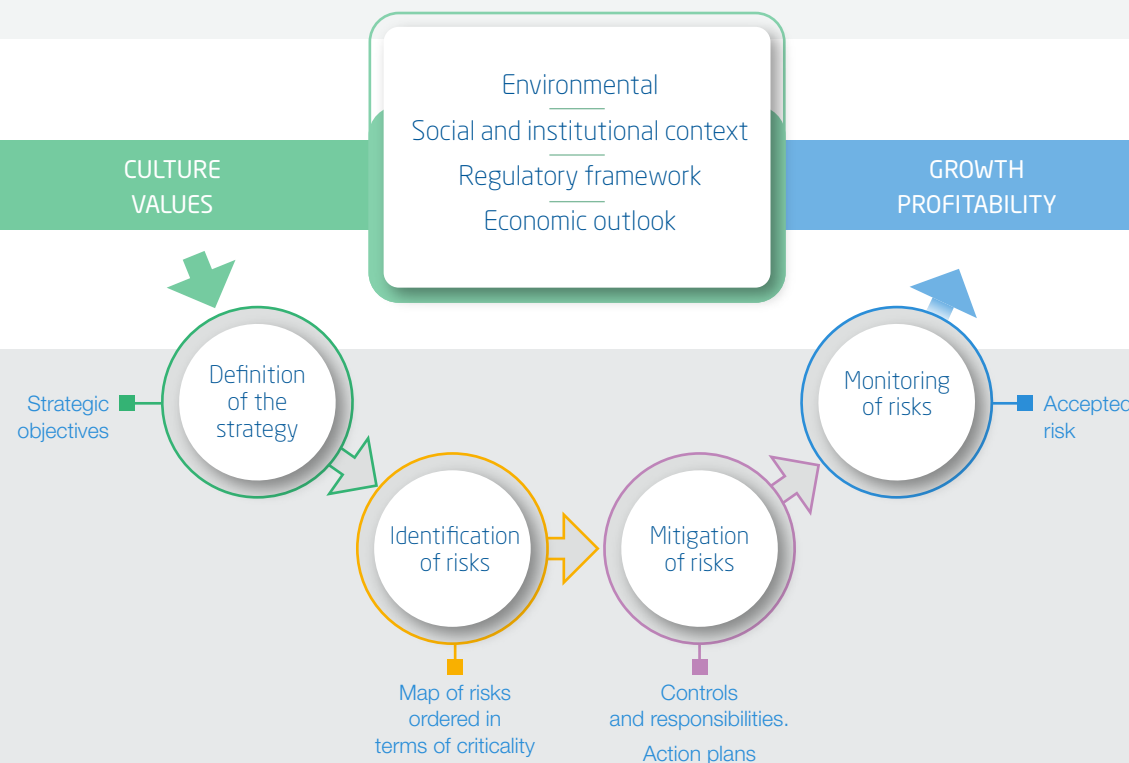 Environmental
Social and institutional context
Regulatory framework
Economic outlook
CULTURE
VALUES
GROWTH
PROFITABILITY
Definition
of the
strategy
Strategic
objectives
Identification
of risks
Map of risks
ordered in
terms of criticality
Mitigation
of risks
Controls
and responsibilities.
Action plans
Monitoring
of risks
Accepted
risk